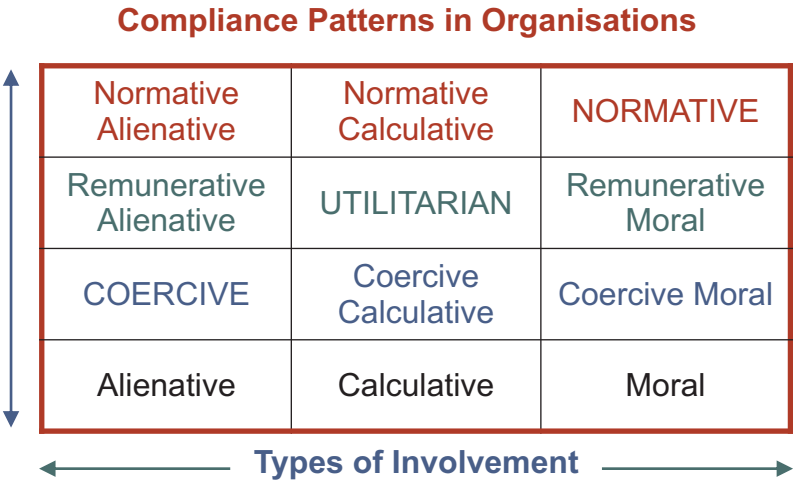 Compliance Patterns in Organisations
Normative
Alienative
Normative
Calculative
NORMATIVE
Remunerative
Alienative
UTILITARIAN
Remunerative
Moral
COERCIVE
Coercive
Calculative
Coercive Moral
Alienative
Calculative
Moral
Types of Involvement